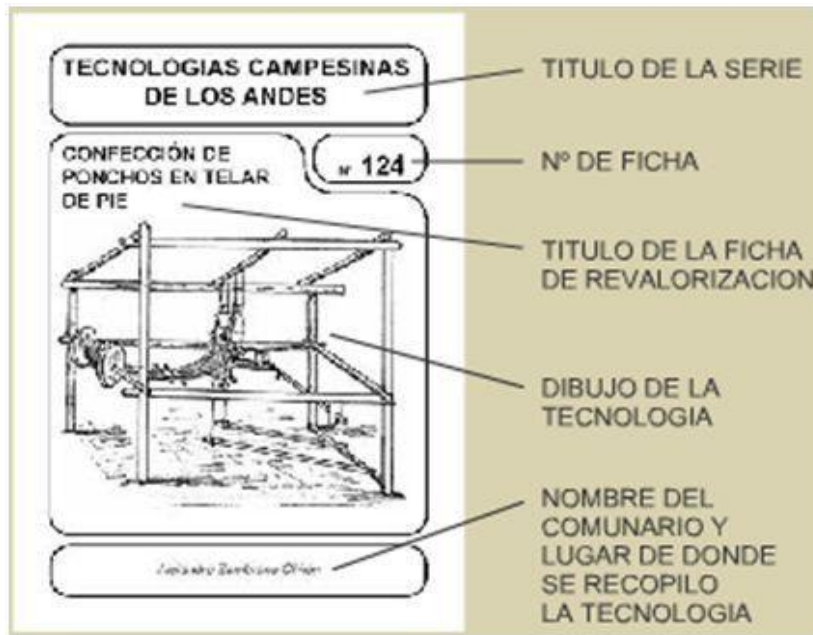 TECNOLOGIAS CAMPESINAS
DE LOS ANDES
CONFECCIÓN DE
PONCHOS EN TELAR
DE PIE
Nº 124
TITULO DE LA SERIE
Nº DE FICHA
TITULO DE LA FICHA
DE REVALORIZACION
DIBUJO DE LA
TECNOLOGIA
NOMBRE DEL
COMUNARIO Y
LUGAR DE DONDE
SE RECOPILO
LA TECNOLOGIA